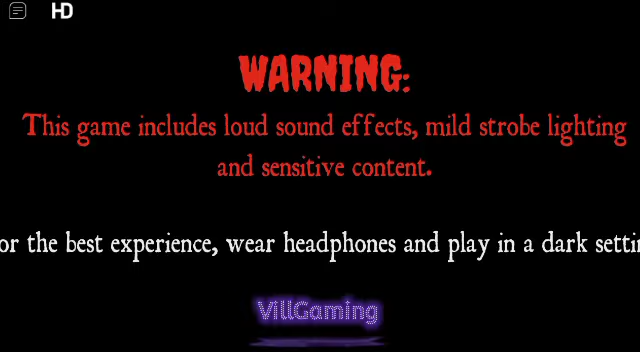 HD
WARNING:
This game includes loud sound effects, mild strobe lighting
and sensitive content.
or the best experience, wear headphones and play in a dark settin
VillGaming